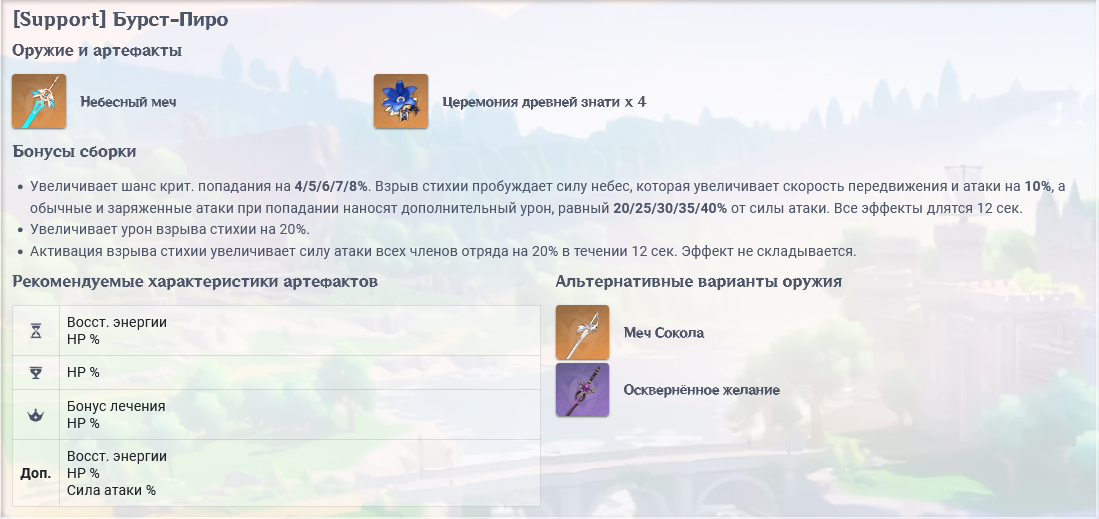 [Support] Бурст-Пиро
Оружие и артефакты
Небесный меч
Церемония древней знати x 4
Бонусы сборки
Увеличивает шанс крит. попадания на 4/5/6/7/8%. Взрыв стихии пробуждает силу небес, которая увеличивает скорость передвижения и атаки на 10%, а
обычные и заряженные атаки при попадании наносят дополнительный урон, равный 20/25/30/35/40% от силы атаки. Все эффекты длятся 12 сек.
Увеличивает урон взрыва стихии на 20%.
Активация взрыва стихии увеличивает силу атаки всех членов отряда на 20% в течении 12 сек. Эффект не складывается.
Рекомендуемые характеристики артефактов
Восст. энергии
HP %
HP %
Бонус лечения
HP %
Доп.
Восст. энергии
HP %
Сила атаки %
Альтернативные варианты оружия
Меч Сокола
Осквернённое желание